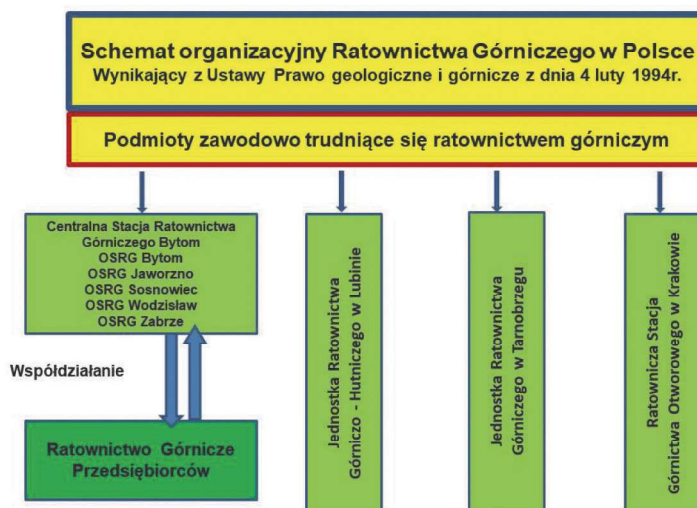 Schemat organizacyjny Ratownictwa Górniczego w Polsce
Wynikający z Ustawy Prawo geologiczne i górnicze z dnia 4 luty 1994r.
Podmioty zawodowo trudniące się ratownictwem górniczym
Centralna Stacja Ratownictwa
Górniczego Bytom
OSRG Bytom
OSRG Jaworzno
OSRG Sosnowiec
OSRG Wodzisław
OSRG Zabrze
Współdziałanie
Ratownictwo Górnicze
Przedsiębiorców
Jednostka Ratownictwa
Górniczo - Hutniczego w Lubinie
Jednostka Ratownictwa
Górniczego w Tarnobrzegu
Ratownicza Stacja
Górnictwa Otworowego w Krakowie